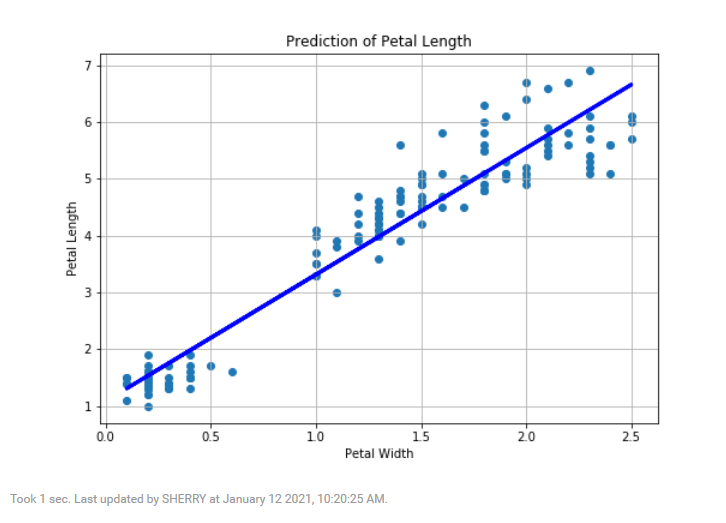 Prediction of Petal Length
7
6
5
4
3
2
1
Petal Length
0.0 0.5 1.0 1.5 2.0 2.5
Petal Width
Took 1 sec. Last updated by SHERRY at January 12 2021, 10:20:25 AM.